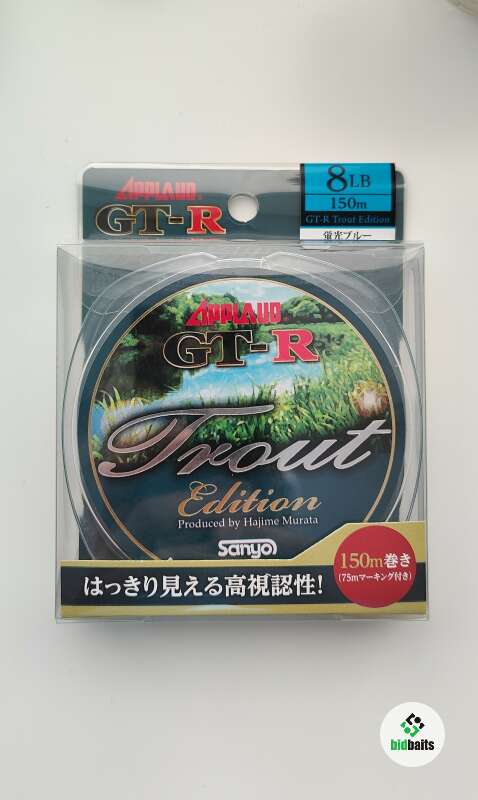 APPLAUD
GT-R
8LB
150m
GT-R Trout Edition
蛍光ブルー
APPLAUD
GT-R
Trout
Edition
Produced by Hajime Murata
Sanyo
はっきり見える高視認性!
150m巻き
(75mマーキング付き)
bidbaits